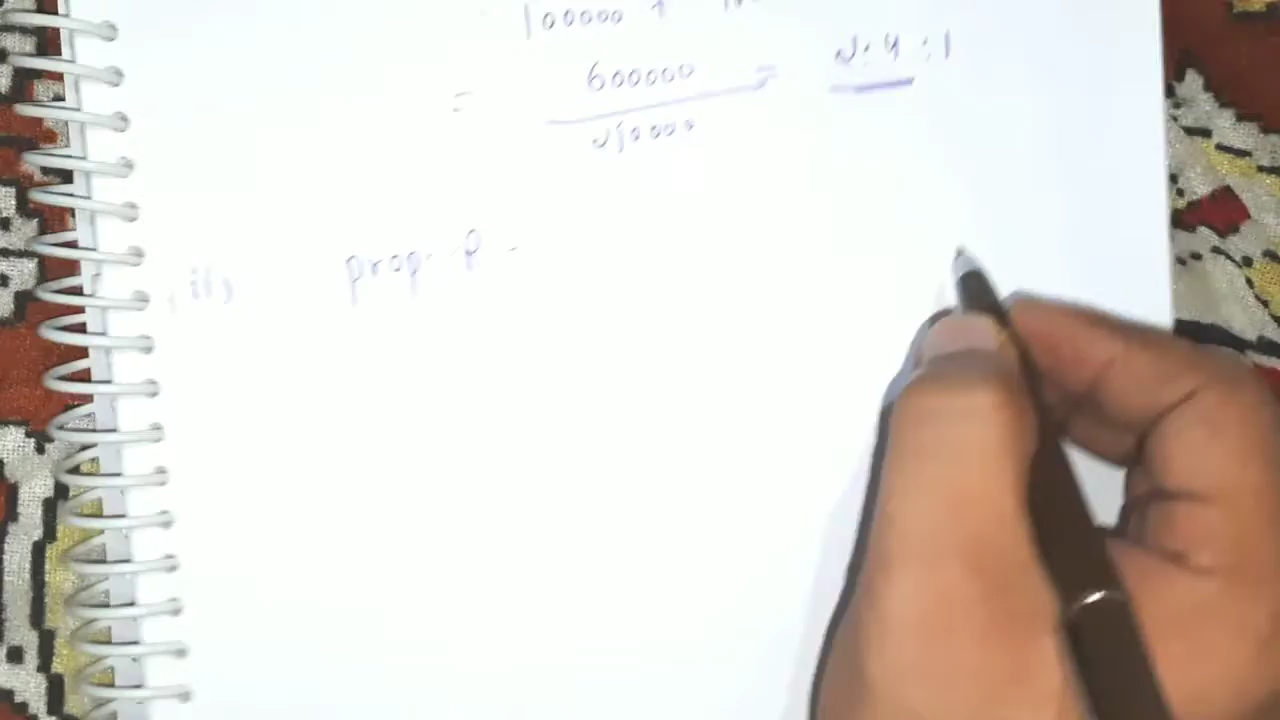 100000 +
2:4 :1
= 600000 =
250000
ii) prop. P -